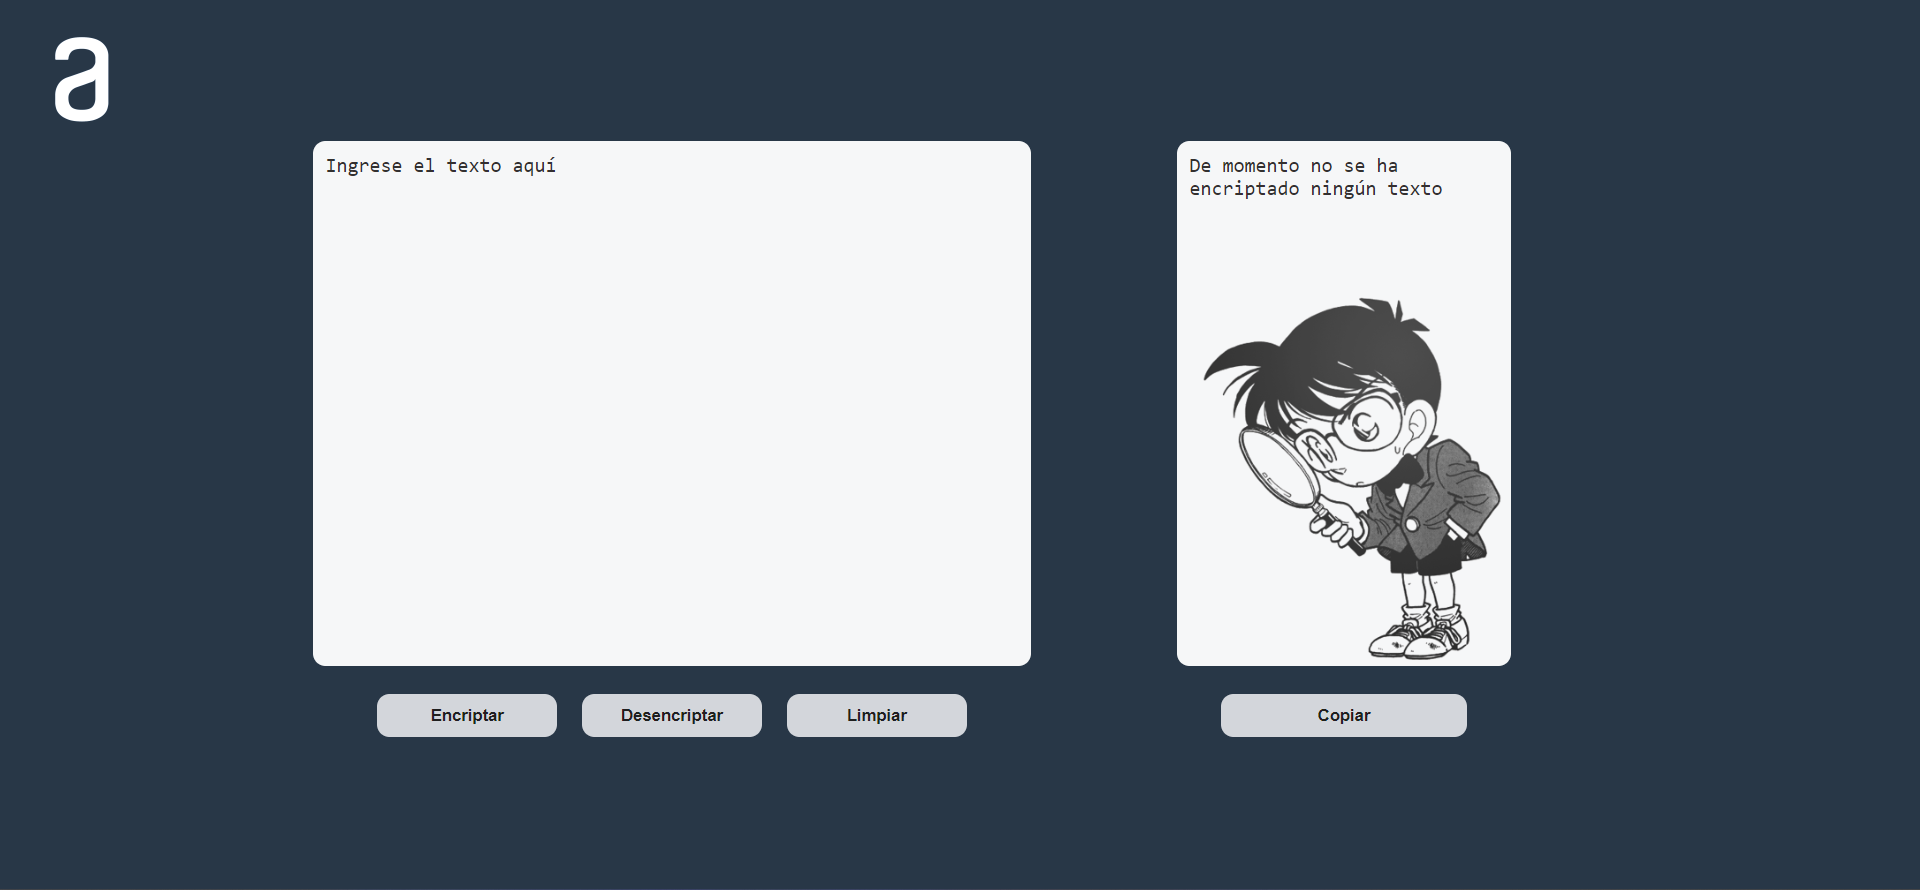 a
Ingrese el texto aquí
De momento no se ha
encriptado ningún texto
Encriptar
Desencriptar
Limpiar
Copiar